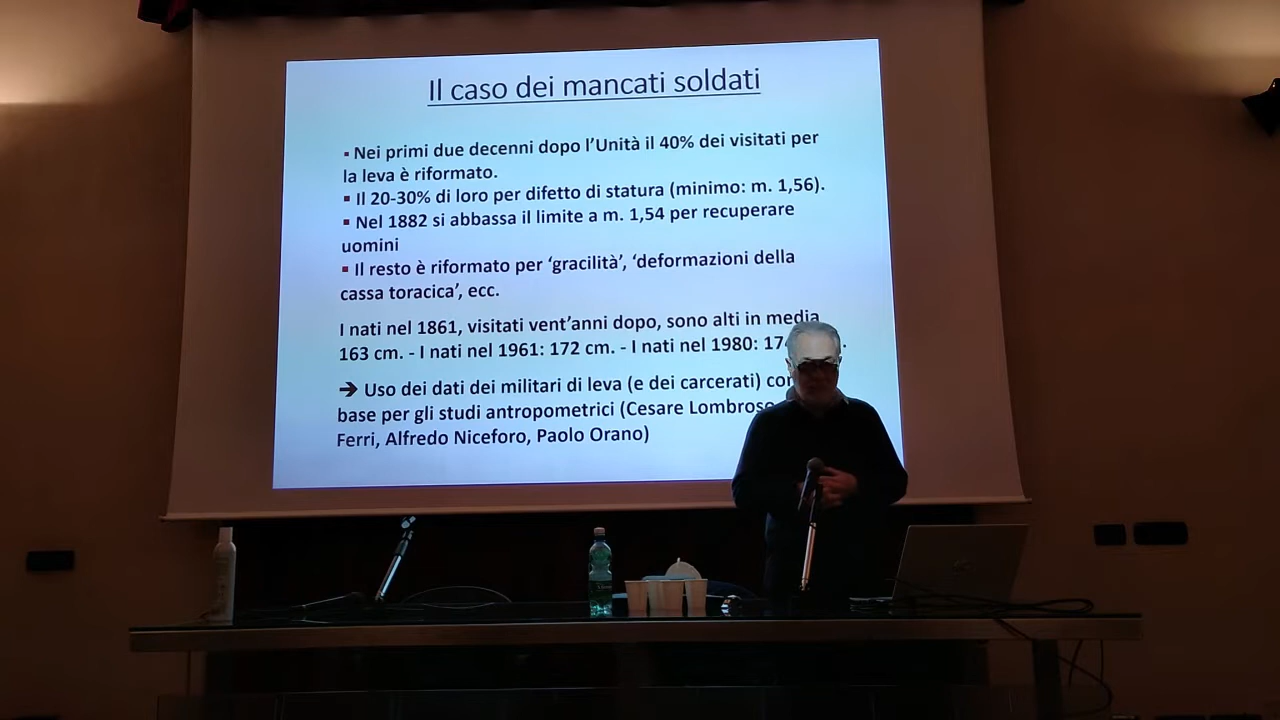 Il caso dei mancati soldati
▪ Nei primi due decenni dopo l’Unità il 40% dei visitati per
la leva è riformato.
▪ Il 20-30% di loro per difetto di statura (minimo: m. 1,56).
▪ Nel 1882 si abbassa il limite a m. 1,54 per recuperare
uomini
▪ Il resto è riformato per ‘gracilità’, ‘deformazioni della
cassa toracica’, ecc.
I nati nel 1861, visitati vent’anni dopo, sono alti in media
163 cm. - I nati nel 1961: 172 cm. - I nati nel 1980:
➔ Uso dei dati dei militari di leva (e dei carcerati)
base per gli studi antropometrici (Cesare Lombroso
Ferri, Alfredo Niceforo, Paolo Orano)